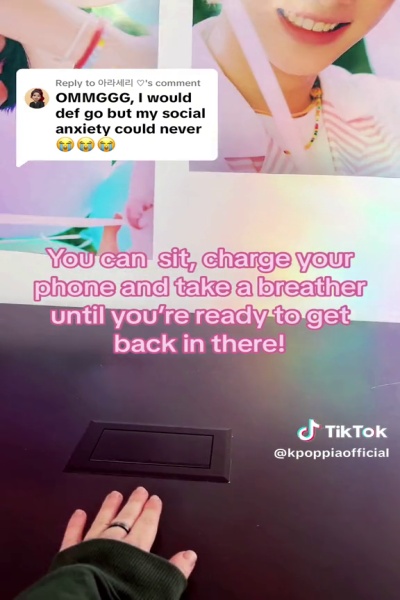 Reply to 아라세리 ♡'s comment
OMMGGG, I would
def go but my social
anxiety could never
😭😭😭
You can sit, charge your
phone and take a breather
until you're ready to get
back in there!
TikTok
@kpoppiaofficial